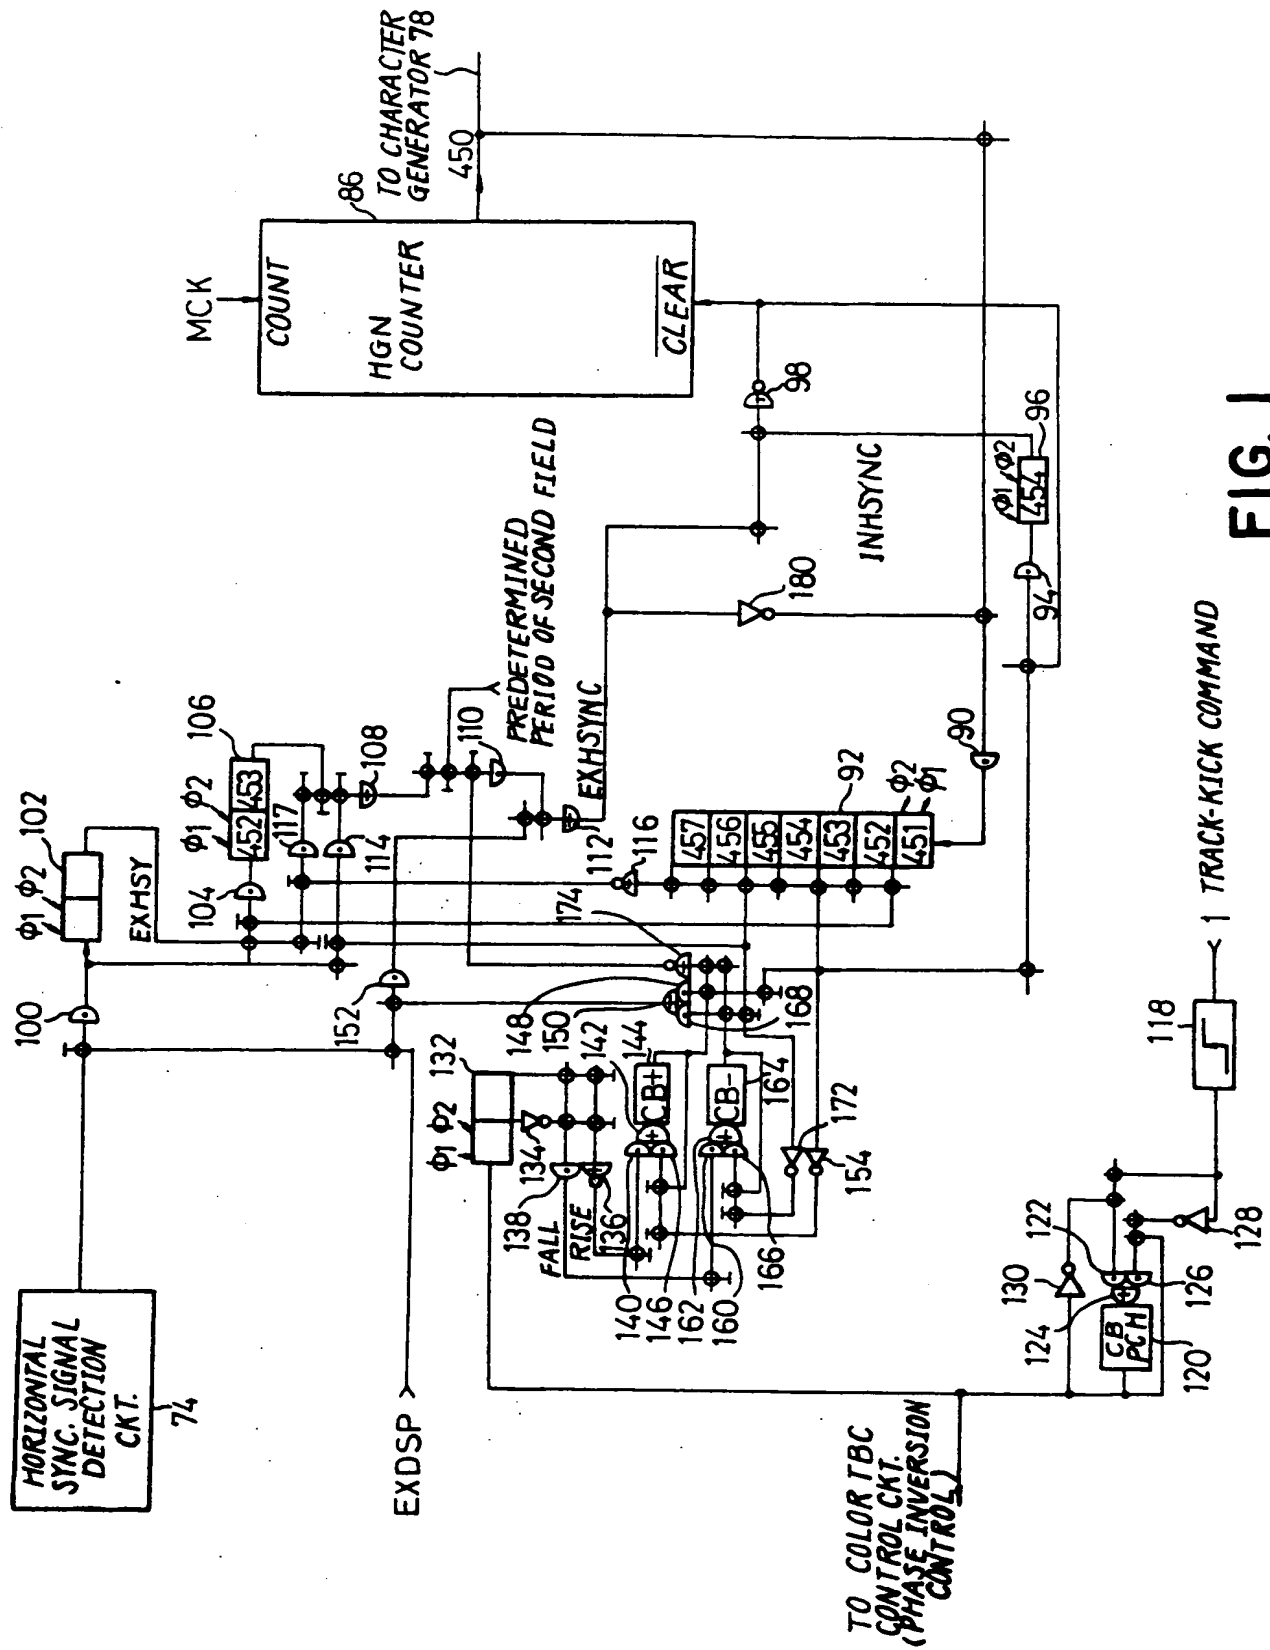 HORIZONTAL
SYNC. SIGNAL
DETECTION
CKT.
74
EXDSP
TO COLOR TBC
CONTROL CKT.
(PHASE INVERSION
CONTROL)
100
Φ1 Φ2
102
EXHSY
104
Φ1 Φ2
452 453
106
117
114
108
PREDETERMINED
PERIOD OF SECOND FIELD
110
EXHSYNC
112
116
152
Φ1 Φ2
132
134
138
FALL
RISE
136
150
142
144
148
174
168
CB+
CB-
164
140
146
162
160
166
172
154
457
456
455
454
453
452
451
92
Φ2
Φ1
90
180
INHSYNC
Φ1 Φ2
454
96
94
98
MCK
COUNT
HGN
COUNTER
CLEAR
86
450
TO CHARACTER
GENERATOR 78
1 TRACK-KICK COMMAND
118
122
130
124
CB
PCH
120
126
128
FIG. 1